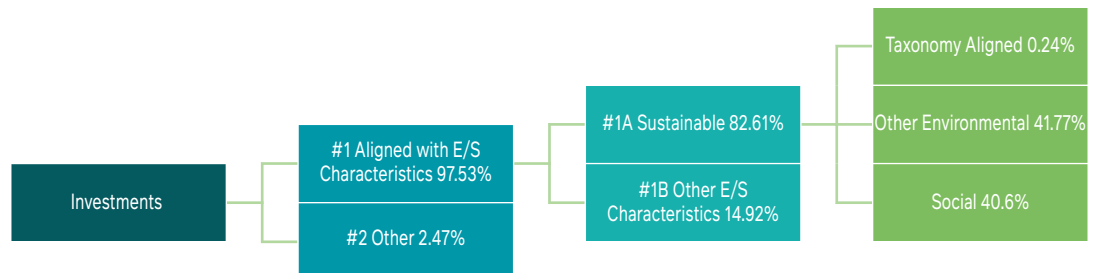 Investments
#1 Aligned with E/S
Characteristics 97.53%
#2 Other 2.47%
#1A Sustainable 82.61%
#1B Other E/S
Characteristics 14.92%
Taxonomy Aligned 0.24%
Other Environmental 41.77%
Social 40.6%